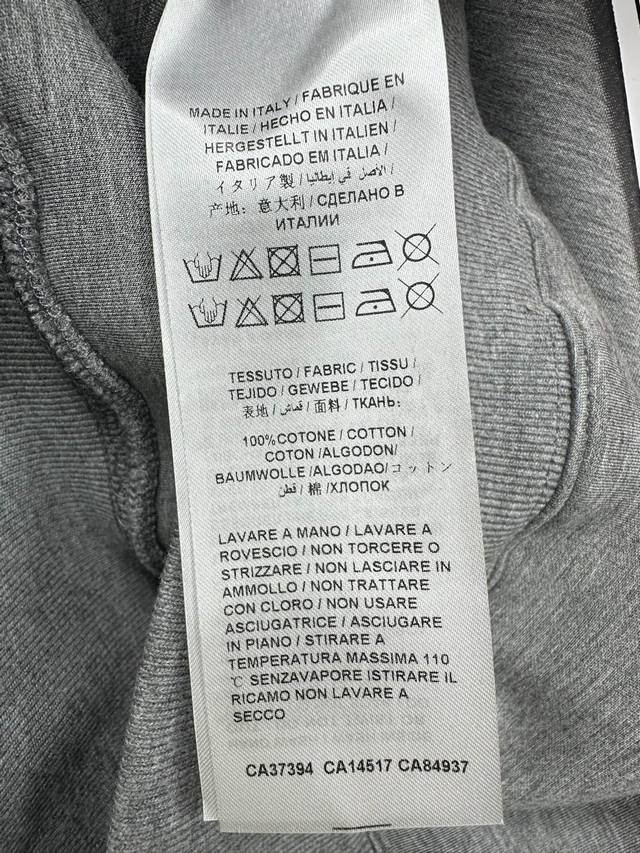 MADE IN ITALY / FABRIQUE EN
ITALIE / HECHO EN ITALIA /
HERGESTELLT IN ITALIEN /
FABRICADO EM ITALIA /
イタリア製 / الأصل في إيطاليا /
产地: 意大利 / СДЕЛАНО В
ИТАЛИИ
TESSUTO / FABRIC / TISSU /
TEJIDO / GEWEBE / TECIDO /
表地 / قماش / 面料 / ТКАНЬ:
100% COTONE / COTTON /
COTON /ALGODON/
BAUMWOLLE /ALGODAO/コットン
/ قطن / 棉 /ХЛОПОК
LAVARE A MANO / LAVARE A
ROVESCIO / NON TORCERE O
STRIZZARE / NON LASCIARE IN
AMMOLLO / NON TRATTARE
CON CLORO / NON USARE
ASCIUGATRICE / ASCIUGARE
IN PIANO / STIRARE A
TEMPERATURA MASSIMA 110
℃ SENZAVAPORE ISTIRARE IL
RICAMO NON LAVARE A
SECCO
CA37394 CA14517 CA84937